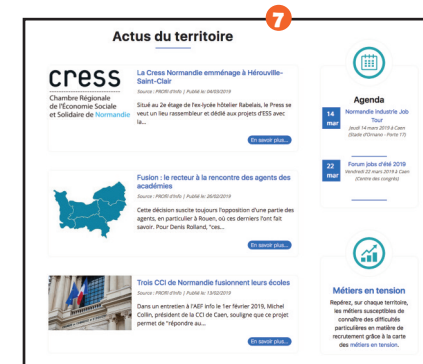 7
Actus du territoire
cress
Chambre Régionale
de l'Économie Sociale
et Solidaire de Normandie
La Cress Normandie emménage à Hérouville-
Saint-Clair
Source : PRORI d'Info | Publié le: 04/03/2019
Situé au 2e étage de l'ex-lycée hôtelier Rabelais, le Press se
veut un lieu rassembleur et dédié aux projets d'ESS avec
la...
En savoir plus...
Fusion : le recteur à la rencontre des agents des
académies
Source : PRORI d'Info | Publié le: 26/02/2019
Cette décision suscite toujours l'opposition d'une partie des
agents, en particulier à Rouen, où ces derniers l'ont fait
savoir. Pour Denis Rolland, "ces...
En savoir plus...
Trois CCI de Normandie fusionnent leurs écoles
Source : PRORI d'Info | Publié le: 13/02/2019
Dans un entretien à l'AEF info le 1er février 2019, Michel
Collin, président de la CCI de Caen, souligne que ce projet
permet de "répondre au...
En savoir plus...
Agenda
14
mar
Normandie Industrie Job
Tour
Jeudi 14 mars 2019 à Caen
(Stade d'Ornano - Porte 17)
22
mar
Forum jobs d'été 2019
Vendredi 22 mars 2019 à Caen
(Centre des congrès)
Métiers en tension
Repérez, sur chaque territoire,
les métiers susceptibles de
connaître des difficultés
particulières en matière de
recrutement grâce à la carte
des métiers en tension.